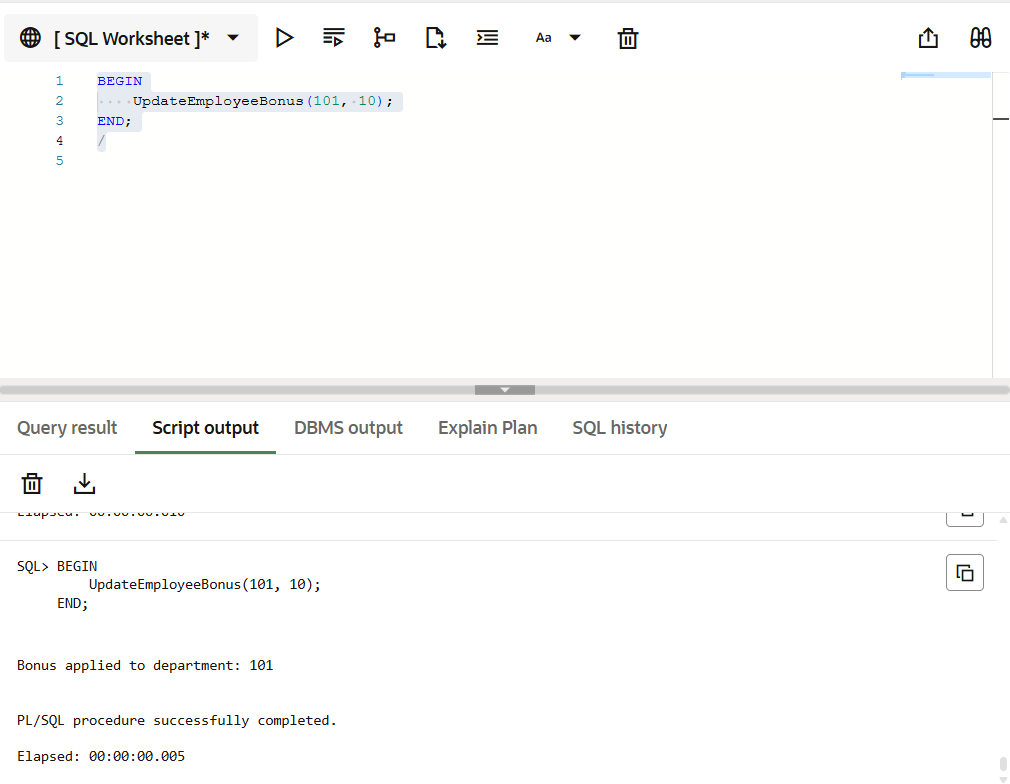 [ SQL Worksheet ]*
Aa
1 BEGIN
2 UpdateEmployeeBonus(101, 10);
3 END;
4 /
5
Query result Script output DBMS output Explain Plan SQL history
SQL> BEGIN
UpdateEmployeeBonus(101, 10);
END;
Bonus applied to department: 101
PL/SQL procedure successfully completed.
Elapsed: 00:00:00.005